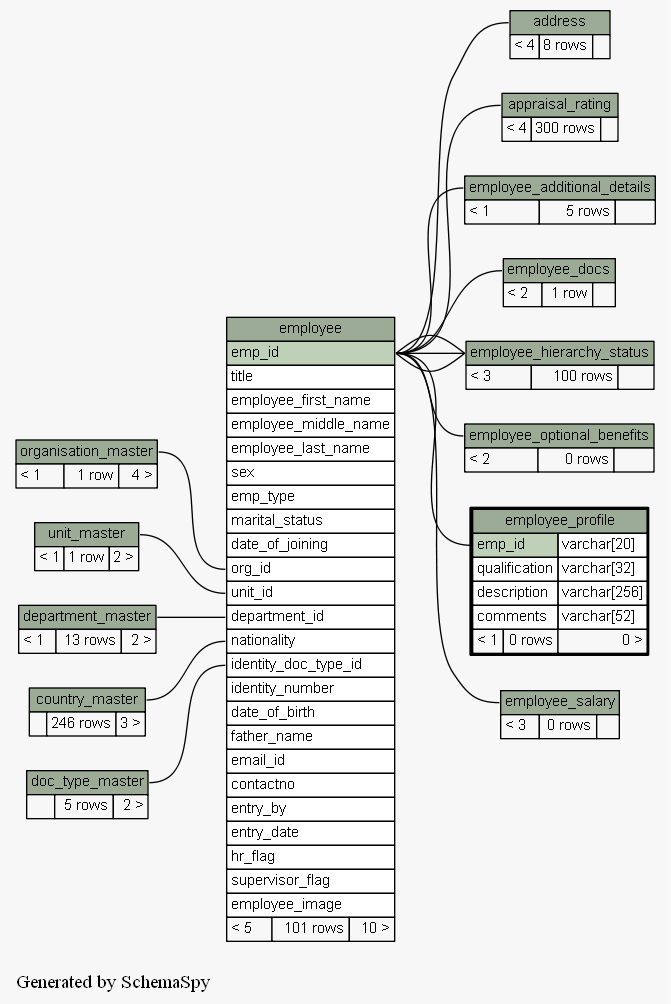 address
< 4 8 rows
appraisal_rating
< 4 300 rows
employee_additional_details
< 1 5 rows
employee_docs
< 2 1 row
employee_hierarchy_status
< 3 100 rows
employee_optional_benefits
< 2 0 rows
employee_profile
emp_id varchar[20]
qualification varchar[32]
description varchar[256]
comments varchar[52]
< 1 0 rows 0 >
employee_salary
< 3 0 rows
employee
emp_id
title
employee_first_name
employee_middle_name
employee_last_name
sex
emp_type
marital_status
date_of_joining
org_id
unit_id
department_id
nationality
identity_doc_type_id
identity_number
date_of_birth
father_name
email_id
contactno
entry_by
entry_date
hr_flag
supervisor_flag
employee_image
< 5 101 rows 10 >
organisation_master
< 1 1 row 4 >
unit_master
< 1 1 row 2 >
department_master
< 1 13 rows 2 >
country_master
246 rows 3 >
doc_type_master
5 rows 2 >
Generated by SchemaSpy